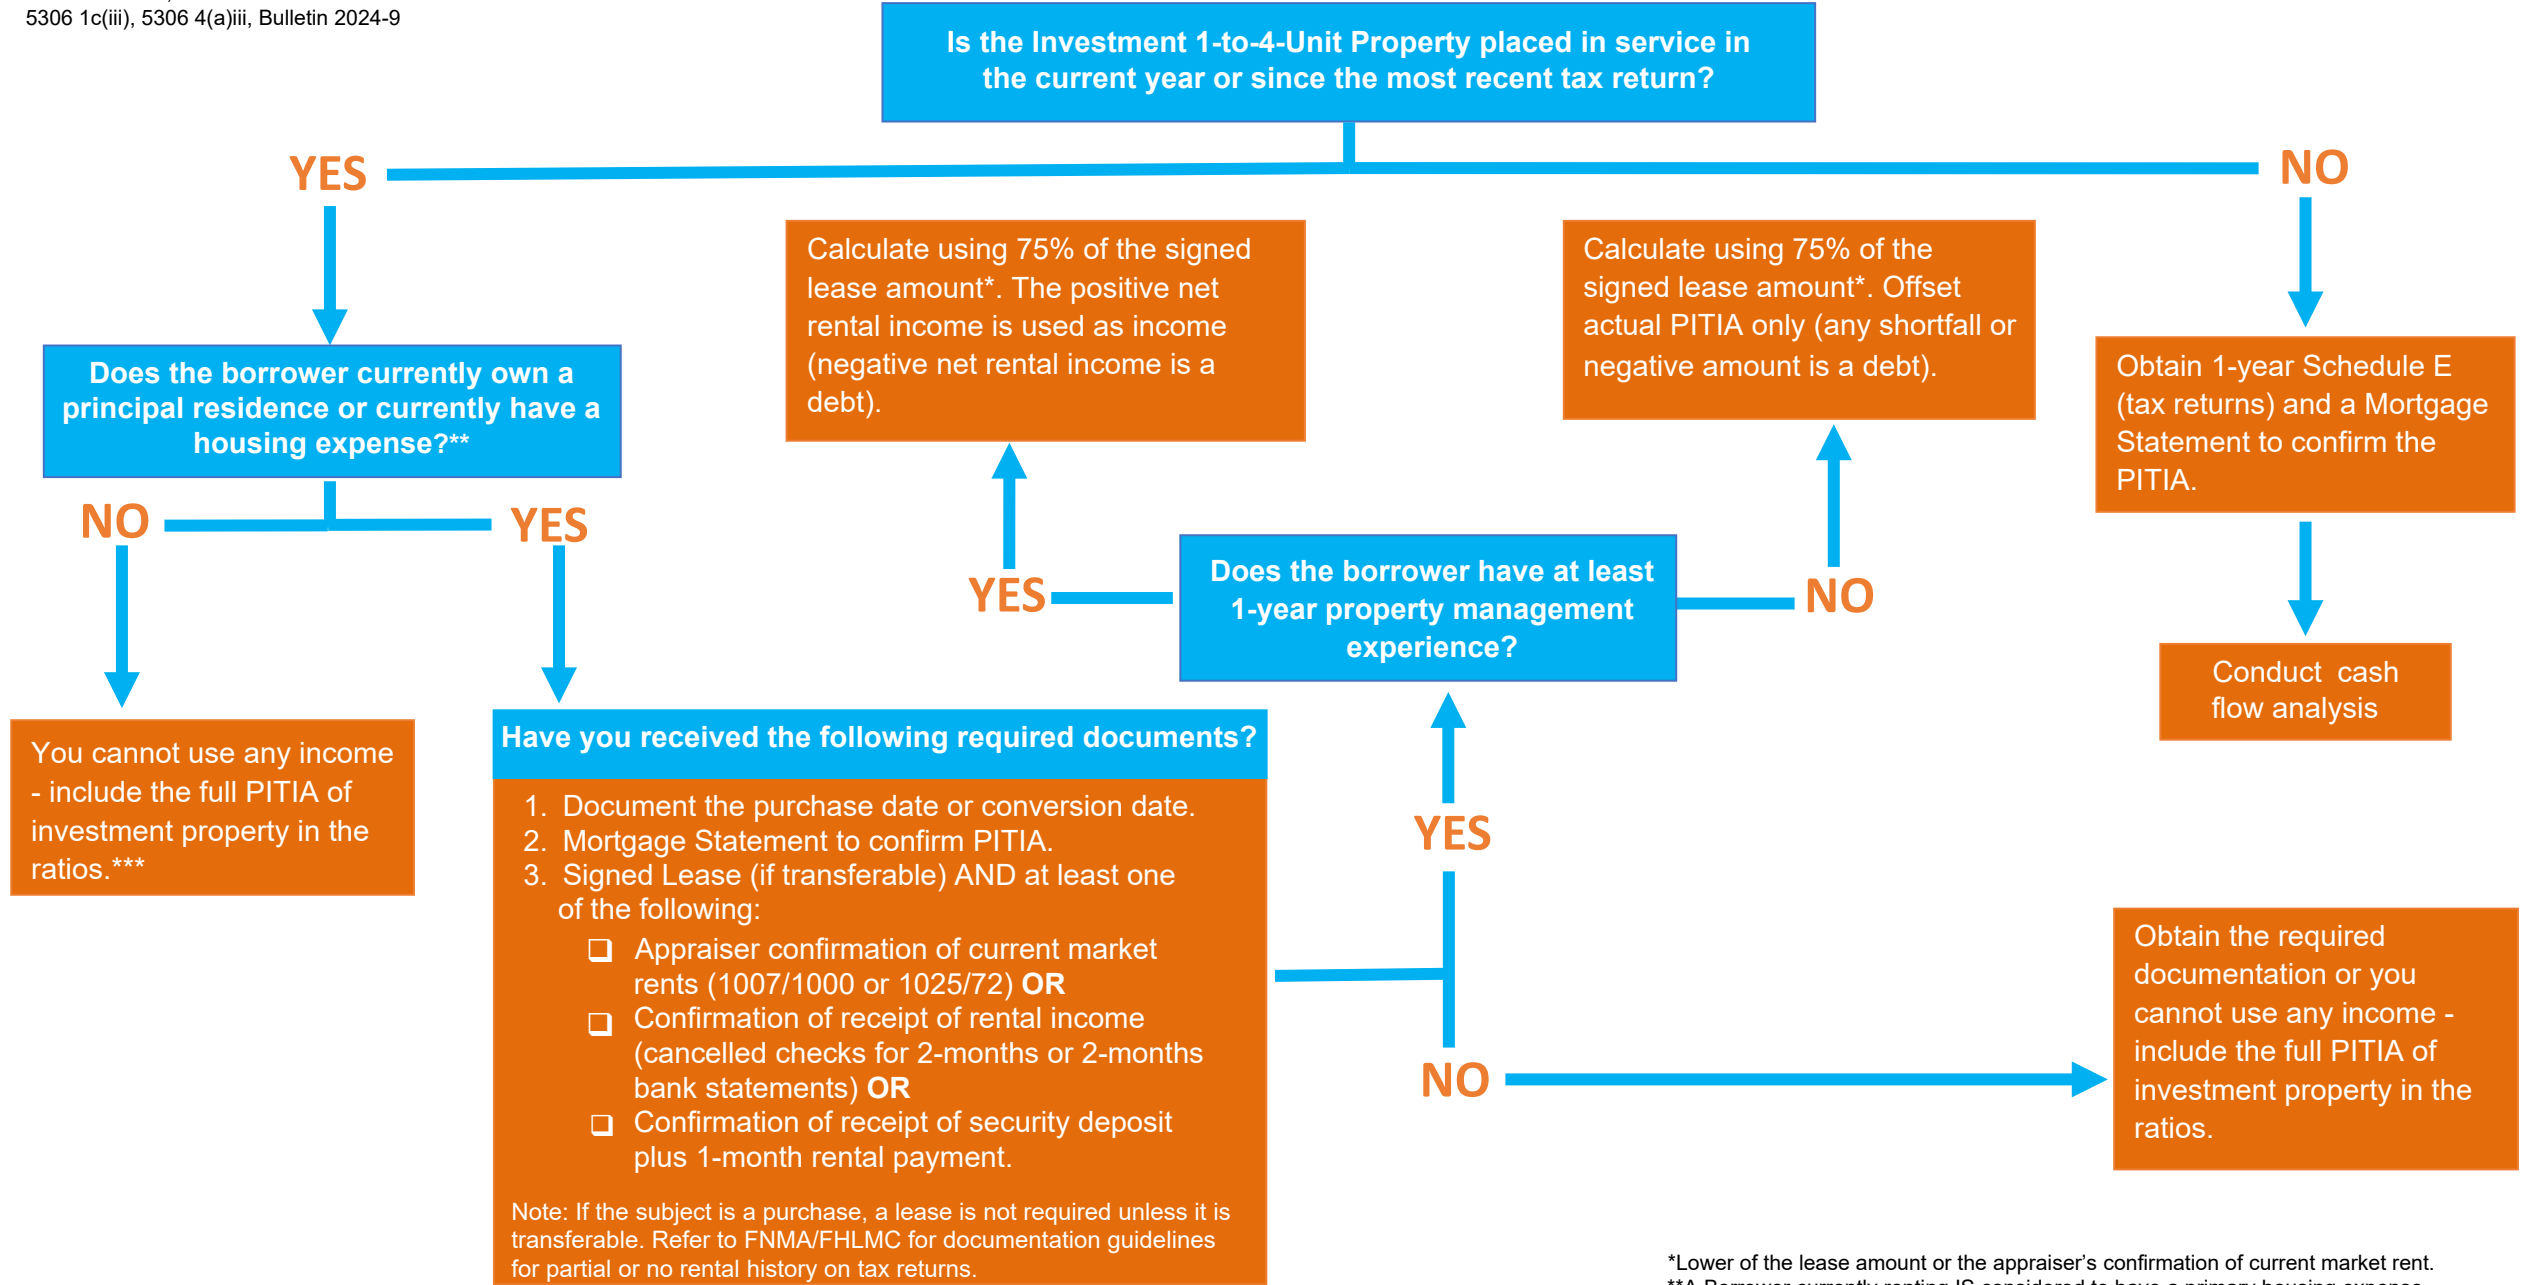 5306 1c(iii), 5306 4(a)iii, Bulletin 2024-9
Is the Investment 1-to-4-Unit Property placed in service in
the current year or since the most recent tax return?
YES
NO
Does the borrower currently own a
principal residence or currently have a
housing expense?**
Calculate using 75% of the signed
lease amount*. The positive net
rental income is used as income
(negative net rental income is a
debt).
Calculate using 75% of the
signed lease amount*. Offset
actual PITIA only (any shortfall or
negative amount is a debt).
Obtain 1-year Schedule E
(tax returns) and a Mortgage
Statement to confirm the
PITIA.
NO
YES
YES
Does the borrower have at least
1-year property management
experience?
NO
Conduct cash
flow analysis
You cannot use any income
- include the full PITIA of
investment property in the
ratios.***
Have you received the following required documents?
1. Document the purchase date or conversion date.
2. Mortgage Statement to confirm PITIA.
3. Signed Lease (if transferable) AND at least one
of the following:
❑ Appraiser confirmation of current market
rents (1007/1000 or 1025/72) OR
❑ Confirmation of receipt of rental income
(cancelled checks for 2-months or 2-months
bank statements) OR
❑ Confirmation of receipt of security deposit
plus 1-month rental payment.
Note: If the subject is a purchase, a lease is not required unless it is
transferable. Refer to FNMA/FHLMC for documentation guidelines
for partial or no rental history on tax returns.
YES
NO
Obtain the required
documentation or you
cannot use any income -
include the full PITIA of
investment property in the
ratios.
*Lower of the lease amount or the appraiser's confirmation of current market rent.
**A Borrower currently renting IS considered to have a primary housing expense